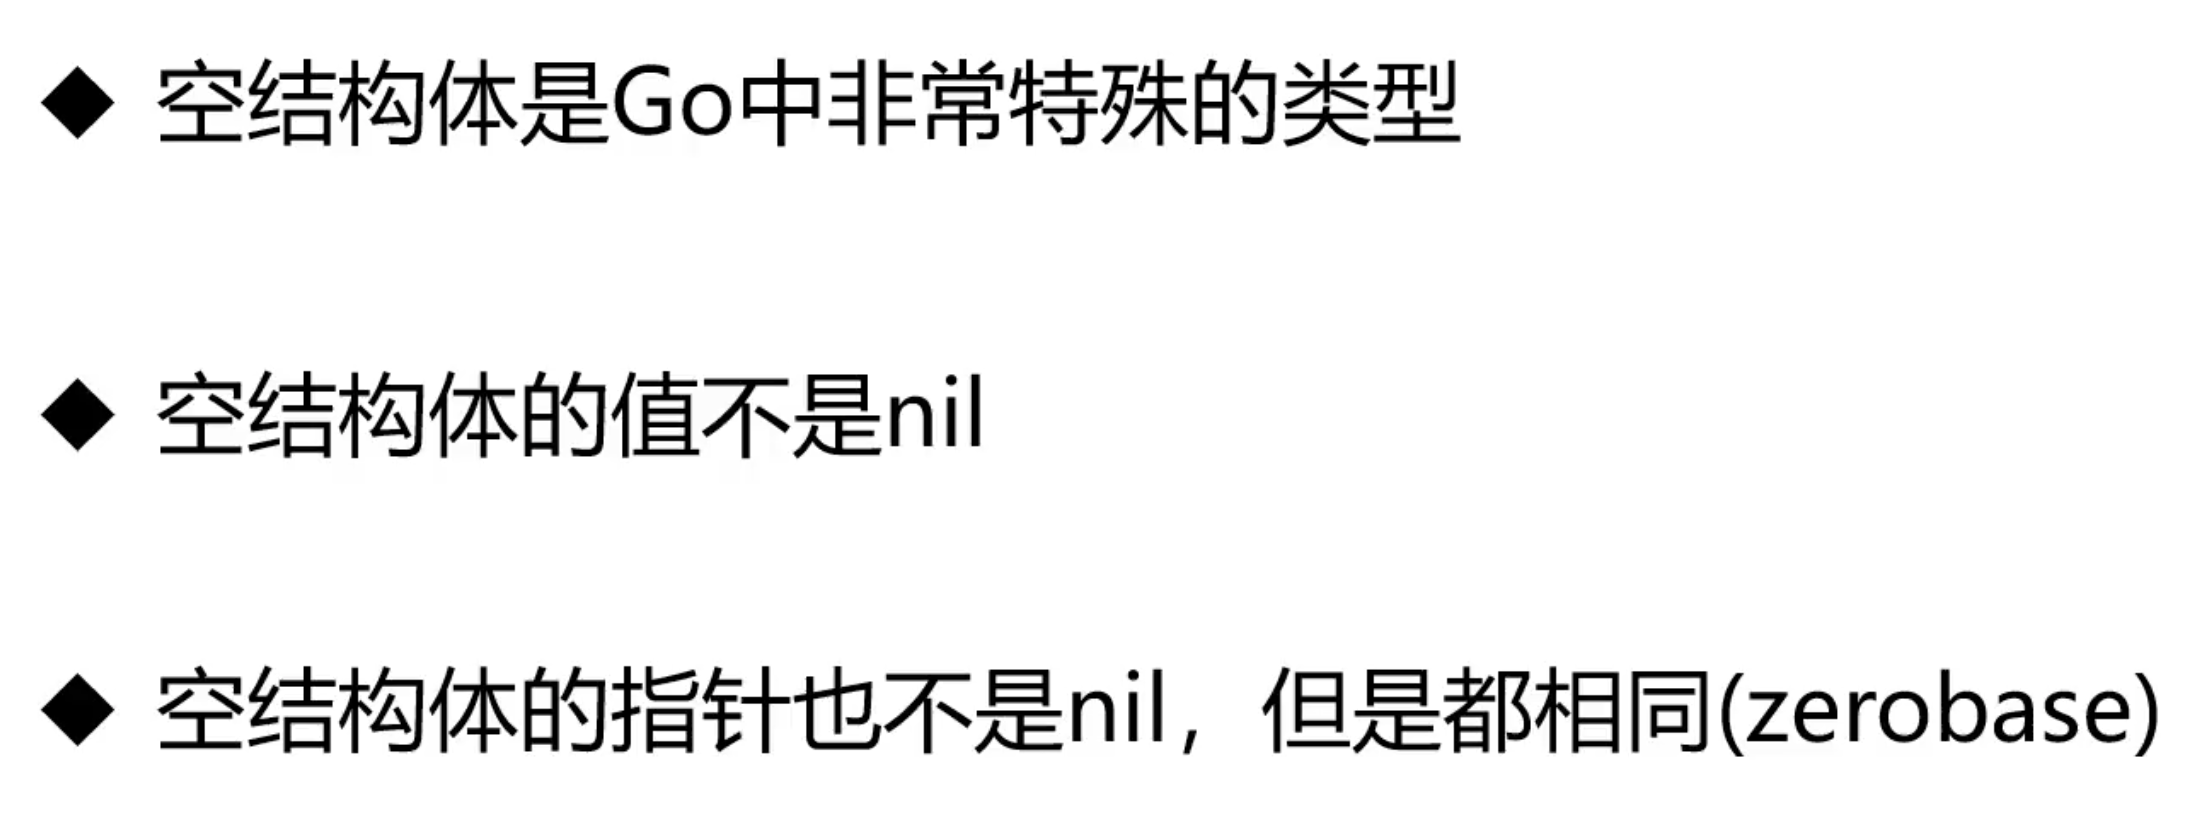 ◆ 空结构体是Go中非常特殊的类型
◆ 空结构体的值不是nil
◆ 空结构体的指针也不是nil，但是都相同(zerobase)